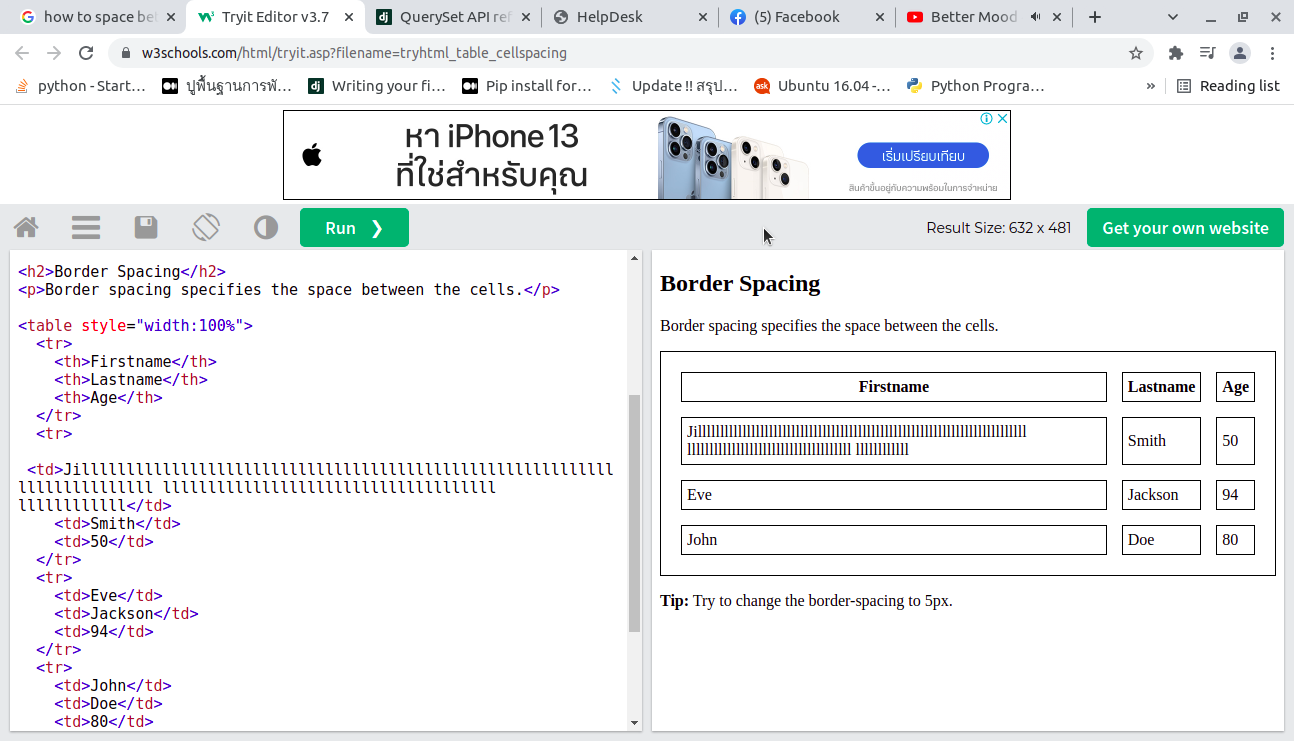 how to space be
Tryit Editor v3.7
QuerySet API ref
HelpDesk
(5) Facebook
Better Mood
w3schools.com/html/tryit.asp?filename=tryhtml_table_cellspacing
python - Start…
ปูพื้นฐานการพั…
Writing your fi…
Pip install for…
Update !! สรุป…
Ubuntu 16.04 -…
Python Progra…
»
Reading list
หา iPhone 13
ที่ใช่สำหรับคุณ
เริ่มเปรียบเทียบ
สินค้าขึ้นอยู่กับความพร้อมในการจำหน่าย
Run ❯
Result Size: 632 x 481
Get your own website
<h2>Border Spacing</h2>
<p>Border spacing specifies the space between the cells.</p>
<table style="width:100%">
<tr>
<th>Firstname</th>
<th>Lastname</th>
<th>Age</th>
</tr>
<tr>
<td>Jilllllllllllllllllllllllllllllllllllllllllllllllllllllllllll
lllllllllllllll lllllllllllllllllllllllllllllllllllll
llllllllllll</td>
<td>Smith</td>
<td>50</td>
</tr>
<tr>
<td>Eve</td>
<td>Jackson</td>
<td>94</td>
</tr>
<tr>
<td>John</td>
<td>Doe</td>
<td>80</td>
Border Spacing
Border spacing specifies the space between the cells.
Firstname Lastname Age
Jilllllllllllllllllllllllllllllllllllllllllllllllllllllllllllllllllllllllll
lllllllllllllllllllllllllllllllllllll llllllllllll
Smith 50
Eve Jackson 94
John Doe 80
Tip: Try to change the border-spacing to 5px.